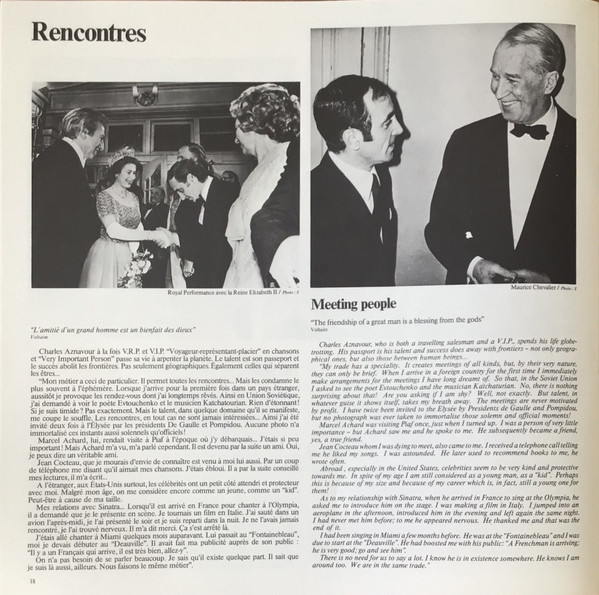 Rencontres
Royal Performance avec la Reine Elizabeth II / Photo : X
Maurice Chevalier / Photo : X
"L'amitié d'un grand homme est un bienfait des dieux"
Voltaire
Charles Aznavour à la fois V.R.P. et V.I.P. "Voyageur-représentant-placier" en chansons
et "Very Important Person" passe sa vie à arpenter la planète. Le talent est son passeport et
le succès abolit les frontières. Pas seulement géographiques. Également celles qui séparent
les êtres...
"Mon métier a ceci de particulier. Il permet toutes les rencontres... Mais les condamne le
plus souvent à l'éphémère. Lorsque j'arrive pour la première fois dans un pays étranger,
aussitôt je provoque les rendez-vous dont j'ai longtemps rêvés. Ainsi en Union Soviétique,
j'ai demandé à voir le poète Evtouchenko et le musicien Katchatourian. Rien d'étonnant!
Si je suis timide ? Pas exactement. Mais le talent, dans quelque domaine qu'il se manifeste,
me coupe le souffle. Les rencontres, en tout cas ne sont jamais intéressées... Ainsi j'ai été
invité deux fois à l'Élysée par les présidents De Gaulle et Pompidou. Aucune photo n'a
immortalisé ces instants aussi solennels qu'officiels!
Marcel Achard, lui, rendait visite à Piaf à l'époque où j'y débarquais... J'étais si peu
important ! Mais Achard m'a vu, m'a parlé cependant. Il est devenu par la suite un ami. Oui,
je peux dire un véritable ami.
Jean Cocteau, que je mourais d'envie de connaître est venu à moi lui aussi. Par un coup
de téléphone me disant qu'il aimait mes chansons. J'étais ébloui. Il a par la suite conseillé
mes lectures, il m'a écrit...
A l'étranger, aux États-Unis surtout, les célébrités ont un petit côté attendri et protecteur
avec moi. Malgré mon âge, on me considère encore comme un jeune, comme un "kid".
Peut-être à cause de ma taille.
Mes relations avec Sinatra... Lorsqu'il est arrivé en France pour chanter à l'Olympia,
il a demandé que je le présente en scène. Je tournais un film en Italie. J'ai sauté dans un
avion l'après-midi, je l'ai présenté le soir et je suis reparti dans la nuit. Je ne l'avais jamais
rencontré, je l'ai trouvé nerveux. Il m'a dit merci. Ça s'est arrêté là.
J'étais allé chanter à Miami quelques mois auparavant. Lui passait au "Fontainebleau",
moi je devais débuter au "Deauville". Il avait fait ma publicité auprès de son public :
"Il y a un Français qui arrive, il est très bien, allez-y".
On n'a pas besoin de se parler beaucoup. Je sais qu'il existe quelque part. Il sait que
je suis là aussi, ailleurs. Nous faisons le même métier".
18
Meeting people
"The friendship of a great man is a blessing from the gods"
Voltaire
Charles Aznavour, who is both a travelling salesman and a V.I.P., spends his life globe-
trotting. His passport is his talent and success does away with frontiers – not only geogra-
phical ones, but also those between human beings...
"My trade has a speciality. It creates meetings of all kinds, but, by their very nature,
they can only be brief. When I arrive in a foreign country for the first time I immediately
make arrangements for the meetings I have long dreamt of. So that, in the Soviet Union
I asked to see the poet Evtouchenko and the musician Katchaturian. No, there is nothing
surprising about that! Are you asking if I am shy? Well, not exactly. But talent, in
whatever guise it shows itself, takes my breath away. The meetings are never motivated
by profit. I have twice been invited to the Elysée by Presidents de Gaulle and Pompidou,
but no photograph was ever taken to immortalise those solemn and official moments!
Marcel Achard was visiting Piaf once, just when I turned up. I was a person of very little
importance – but Achard saw me and he spoke to me. He subsequently became a friend,
yes, a true friend.
Jean Cocteau whom I was dying to meet, also came to me. I received a telephone call telling
me he liked my songs. I was astounded. He later used to recommend books to me, he
wrote often.
Abroad, especially in the United States, celebrities seem to be very kind and protective
towards me. In spite of my age I am still considered as a young man, as a "kid". Perhaps
this is because of my size and because of my career which is, in fact, still a young one for
them!
As to my relationship with Sinatra, when he arrived in France to sing at the Olympia, he
asked me to introduce him on the stage. I was making a film in Italy. I jumped into an
aeroplane in the afternoon, introduced him in the evening and left again the same night.
I had never met him before; to me he appeared nervous. He thanked me and that was the
end of it.
I had been singing in Miami a few months before. He was at the "Fontainebleau" and I was
due to start at the "Deauville". He had boosted me with his public: "A Frenchman is arriving;
he is very good; go and see him".
There is no need for us to say a lot. I know he is in existence somewhere. He knows I am
around too. We are in the same trade."